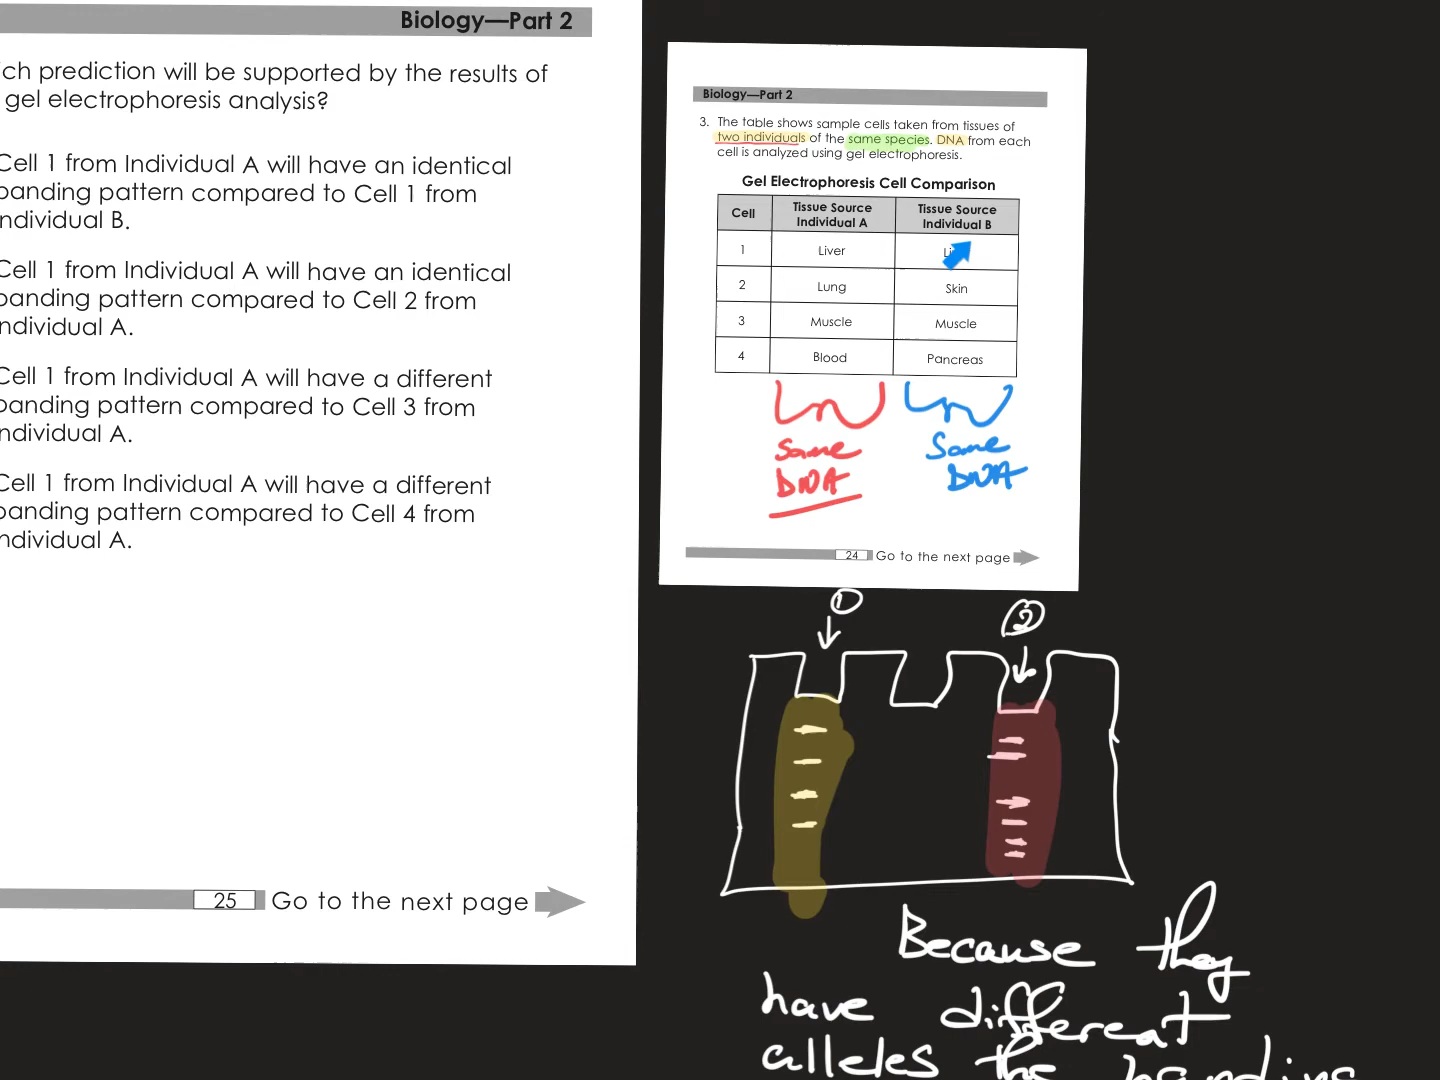 Biology—Part 2
ch prediction will be supported by the results of
gel electrophoresis analysis?
Cell 1 from Individual A will have an identical
banding pattern compared to Cell 1 from
ndividual B.
Cell 1 from Individual A will have an identical
banding pattern compared to Cell 2 from
ndividual A.
Cell 1 from Individual A will have a different
banding pattern compared to Cell 3 from
ndividual A.
Cell 1 from Individual A will have a different
banding pattern compared to Cell 4 from
ndividual A.
25 Go to the next page
Biology—Part 2
3. The table shows sample cells taken from tissues of
two individuals of the same species. DNA from each
cell is analyzed using gel electrophoresis.
Gel Electrophoresis Cell Comparison
Cell
Tissue Source
Individual A
Tissue Source
Individual B
1 Liver
2 Lung Skin
3 Muscle Muscle
4 Blood Pancreas
Same
DNA
Same
DNA
24 Go to the next page
1
2
Because they
have different
alleles the